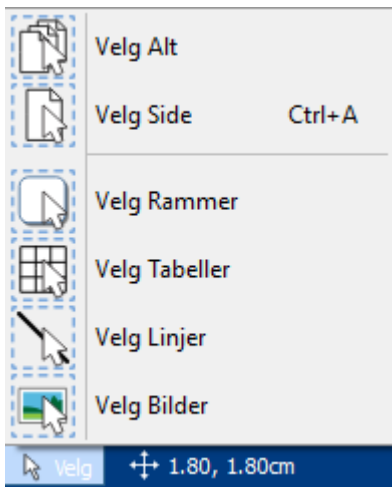 Velg Alt
Velg Side Ctrl+A
Velg Rammer
Velg Tabeller
Velg Linjer
Velg Bilder
Velg 1.80, 1.80cm